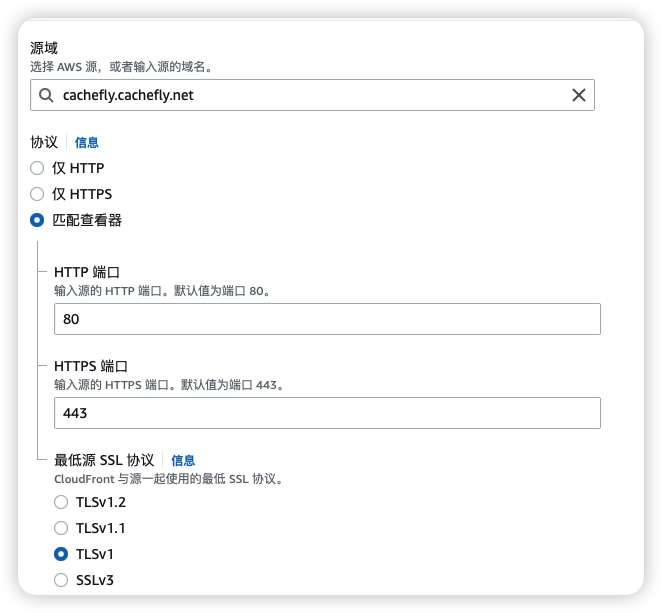 源域
选择 AWS 源，或者输入源的域名。
cachefly.cachefly.net
协议 信息
仅 HTTP
仅 HTTPS
匹配查看器
HTTP 端口
输入源的 HTTP 端口。默认值为端口 80。
80
HTTPS 端口
输入源的 HTTPS 端口。默认值为端口 443。
443
最低源 SSL 协议 信息
CloudFront 与源一起使用的最低 SSL 协议。
TLSv1.2
TLSv1.1
TLSv1
SSLv3